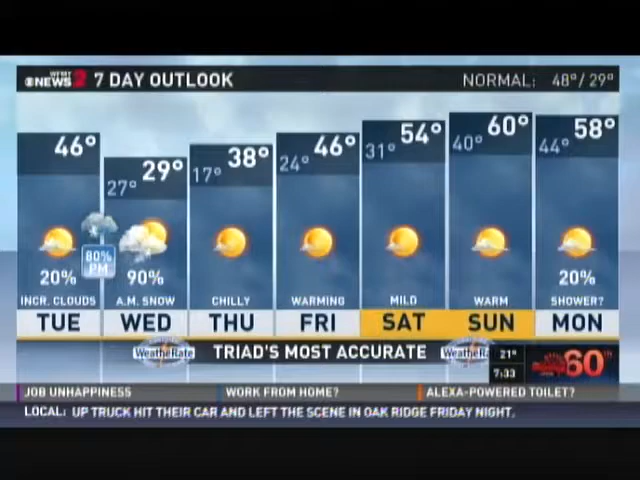 WFMY NEWS 2 7 DAY OUTLOOK NORMAL: 48°/29°
46° 27° 29° 17° 38° 24° 46° 31° 54° 40° 60° 44° 58°
80% PM
20% 90% 20%
INCR. CLOUDS A.M. SNOW CHILLY WARMING MILD WARM SHOWER?
TUE WED THU FRI SAT SUN MON
WeatheRate TRIAD'S MOST ACCURATE WeatheRa
21°
7:33
60TH
JOB UNHAPPINESS WORK FROM HOME? ALEXA-POWERED TOILET?
LOCAL: UP TRUCK HIT THEIR CAR AND LEFT THE SCENE IN OAK RIDGE FRIDAY NIGHT.